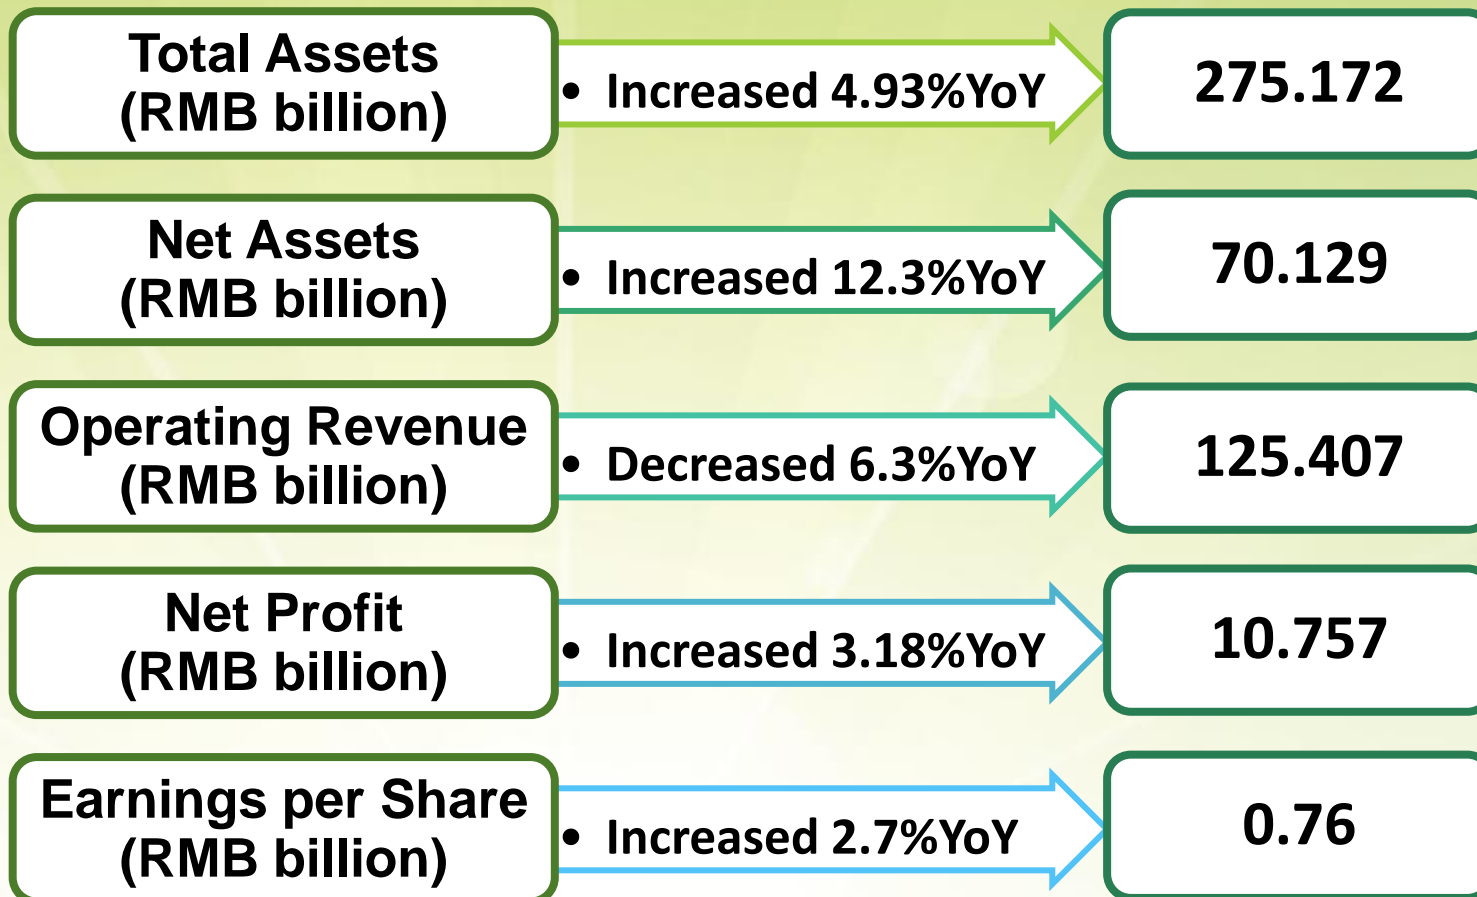 Total Assets
(RMB billion)
• Increased 4.93%YoY
275.172
Net Assets
(RMB billion)
• Increased 12.3%YoY
70.129
Operating Revenue
(RMB billion)
• Decreased 6.3%YoY
125.407
Net Profit
(RMB billion)
• Increased 3.18%YoY
10.757
Earnings per Share
(RMB billion)
• Increased 2.7%YoY
0.76